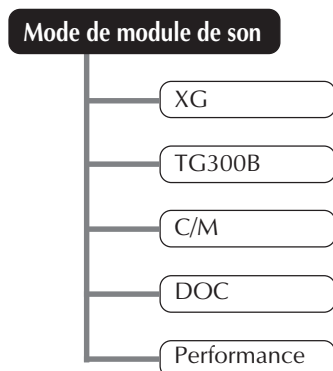 Mode de module de son
XG
TG300B
C/M
DOC
Performance